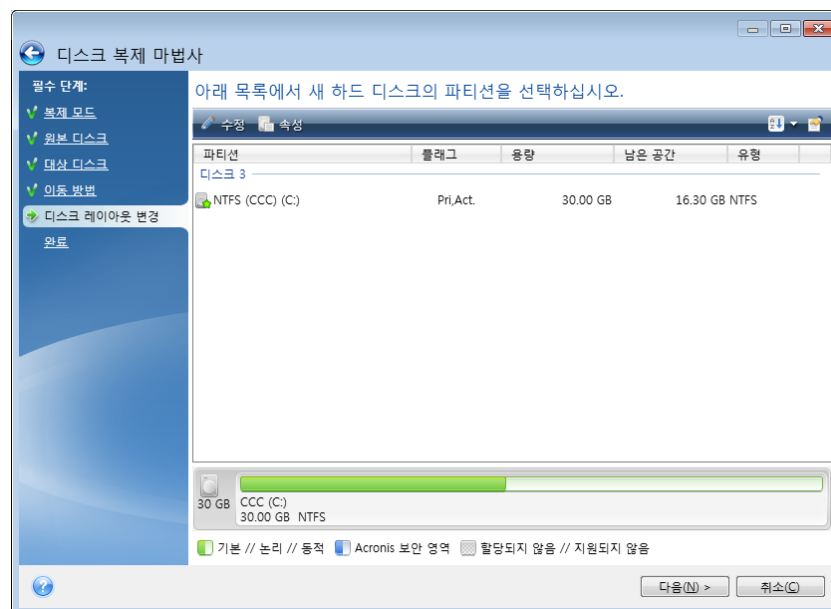 디스크 복제 마법사
필수 단계:
복제 모드
원본 디스크
대상 디스크
이동 방법
디스크 레이아웃 변경
완료
아래 목록에서 새 하드 디스크의 파티션을 선택하십시오.
수정 속성
파티션 플래그 용량 남은 공간 유형
디스크 3
NTFS (CCC) (C:) Pri,Act. 30.00 GB 16.30 GB NTFS
30 GB CCC (C:)
30.00 GB NTFS
기본 // 논리 // 동적 Acronis 보안 영역 할당되지 않음 // 지원되지 않음
다음(N) > 취소(C)